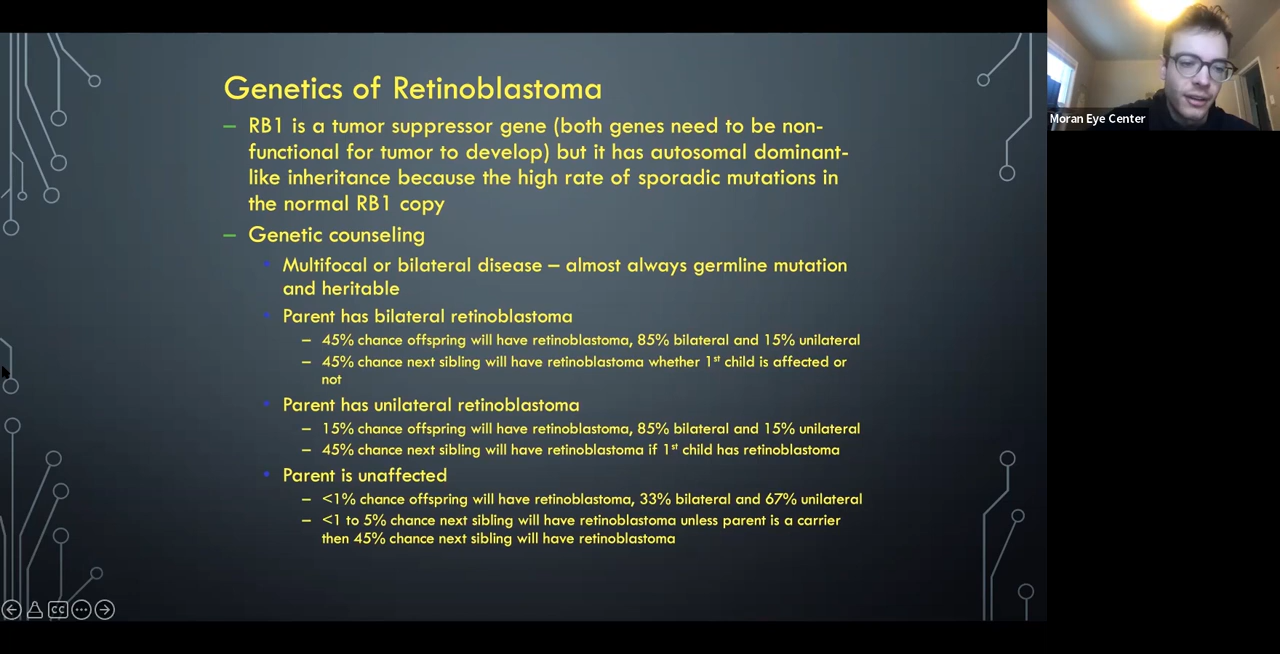 Genetics of Retinoblastoma
– RB1 is a tumor suppressor gene (both genes need to be non-
functional for tumor to develop) but it has autosomal dominant-
like inheritance because the high rate of sporadic mutations in
the normal RB1 copy
– Genetic counseling
• Multifocal or bilateral disease – almost always germline mutation
and heritable
• Parent has bilateral retinoblastoma
– 45% chance offspring will have retinoblastoma, 85% bilateral and 15% unilateral
– 45% chance next sibling will have retinoblastoma whether 1st child is affected or
not
• Parent has unilateral retinoblastoma
– 15% chance offspring will have retinoblastoma, 85% bilateral and 15% unilateral
– 45% chance next sibling will have retinoblastoma if 1st child has retinoblastoma
• Parent is unaffected
– <1% chance offspring will have retinoblastoma, 33% bilateral and 67% unilateral
– <1 to 5% chance next sibling will have retinoblastoma unless parent is a carrier
then 45% chance next sibling will have retinoblastoma
Moran Eye Center
CC